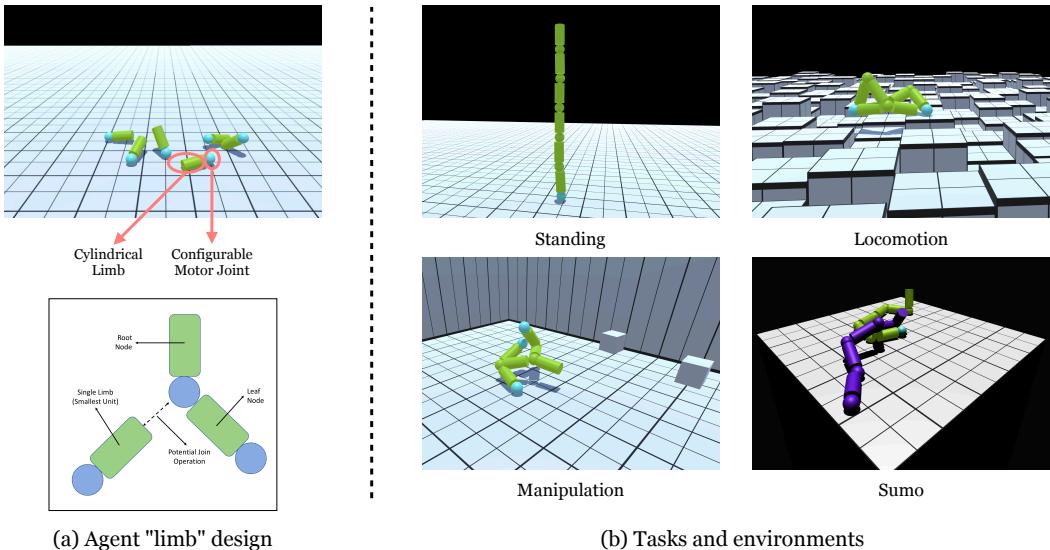 Cylindrical
Limb
Configurable
Motor Joint
Root
Node
Single Limb
(Smallest Unit)
Leaf
Node
Potential Join
Operation
(a) Agent "limb" design
Standing
Locomotion
Manipulation
Sumo
(b) Tasks and environments